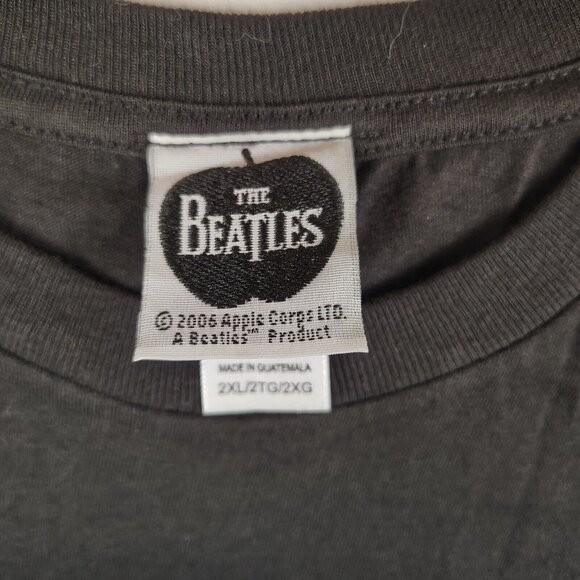 THE
BEATLES
© 2006 Apple Corps LTD.
A Beatles™ Product
MADE IN GUATEMALA
2XL/2TG/2XG